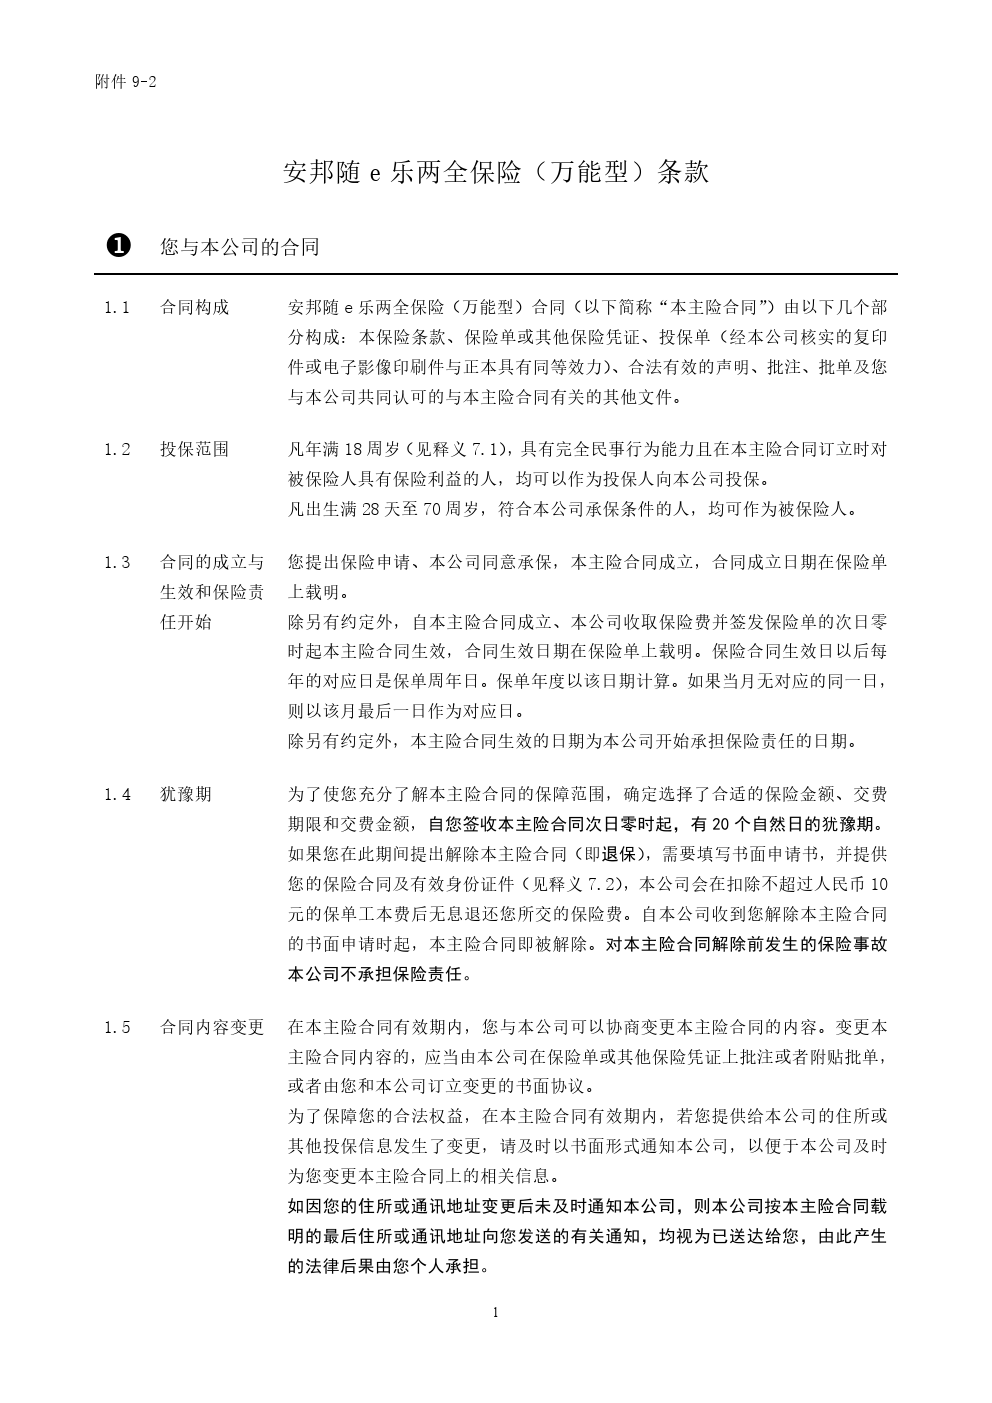 附件 9-2
安邦随 e 乐两全保险（万能型）条款
❶ 您与本公司的合同
1.1 合同构成 安邦随 e 乐两全保险（万能型）合同（以下简称“本主险合同”）由以下几个部
分构成：本保险条款、保险单或其他保险凭证、投保单（经本公司核实的复印
件或电子影像印刷件与正本具有同等效力）、合法有效的声明、批注、批单及您
与本公司共同认可的与本主险合同有关的其他文件。
1.2 投保范围 凡年满 18 周岁（见释义 7.1），具有完全民事行为能力且在本主险合同订立时对
被保险人具有保险利益的人，均可以作为投保人向本公司投保。
凡出生满 28 天至 70 周岁，符合本公司承保条件的人，均可作为被保险人。
1.3 合同的成立与 您提出保险申请、本公司同意承保，本主险合同成立，合同成立日期在保险单
生效和保险责 上载明。
任开始 除另有约定外，自本主险合同成立、本公司收取保险费并签发保险单的次日零
时起本主险合同生效，合同生效日期在保险单上载明。保险合同生效日以后每
年的对应日是保单周年日。保单年度以该日期计算。如果当月无对应的同一日，
则以该月最后一日作为对应日。
除另有约定外，本主险合同生效的日期为本公司开始承担保险责任的日期。
1.4 犹豫期 为了使您充分了解本主险合同的保障范围，确定选择了合适的保险金额、交费
期限和交费金额，自您签收本主险合同次日零时起，有 20 个自然日的犹豫期。
如果您在此期间提出解除本主险合同（即退保），需要填写书面申请书，并提供
您的保险合同及有效身份证件（见释义 7.2），本公司会在扣除不超过人民币 10
元的保单工本费后无息退还您所交的保险费。自本公司收到您解除本主险合同
的书面申请时起，本主险合同即被解除。对本主险合同解除前发生的保险事故
本公司不承担保险责任。
1.5 合同内容变更 在本主险合同有效期内，您与本公司可以协商变更本主险合同的内容。变更本
主险合同内容的，应当由本公司在保险单或其他保险凭证上批注或者附贴批单，
或者由您和本公司订立变更的书面协议。
为了保障您的合法权益，在本主险合同有效期内，若您提供给本公司的住所或
其他投保信息发生了变更，请及时以书面形式通知本公司，以便于本公司及时
为您变更本主险合同上的相关信息。
如因您的住所或通讯地址变更后未及时通知本公司，则本公司按本主险合同载
明的最后住所或通讯地址向您发送的有关通知，均视为已送达给您，由此产生
的法律后果由您个人承担。
1